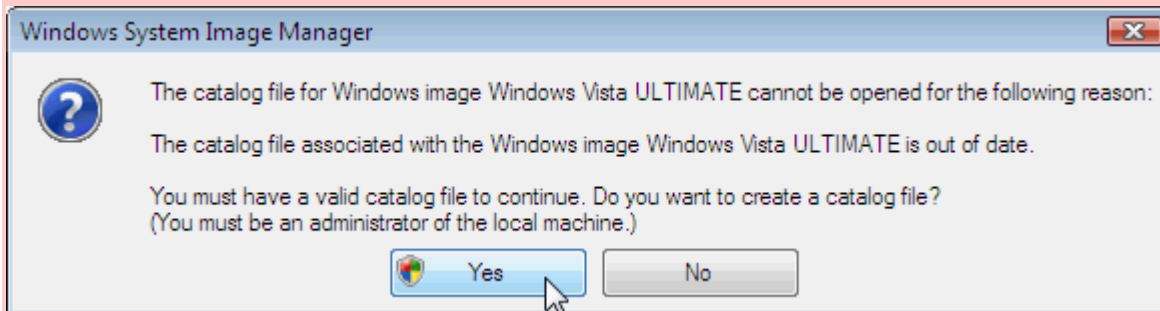 Windows System Image Manager
The catalog file for Windows image Windows Vista ULTIMATE cannot be opened for the following reason:
The catalog file associated with the Windows image Windows Vista ULTIMATE is out of date.
You must have a valid catalog file to continue. Do you want to create a catalog file?
(You must be an administrator of the local machine.)
Yes
No